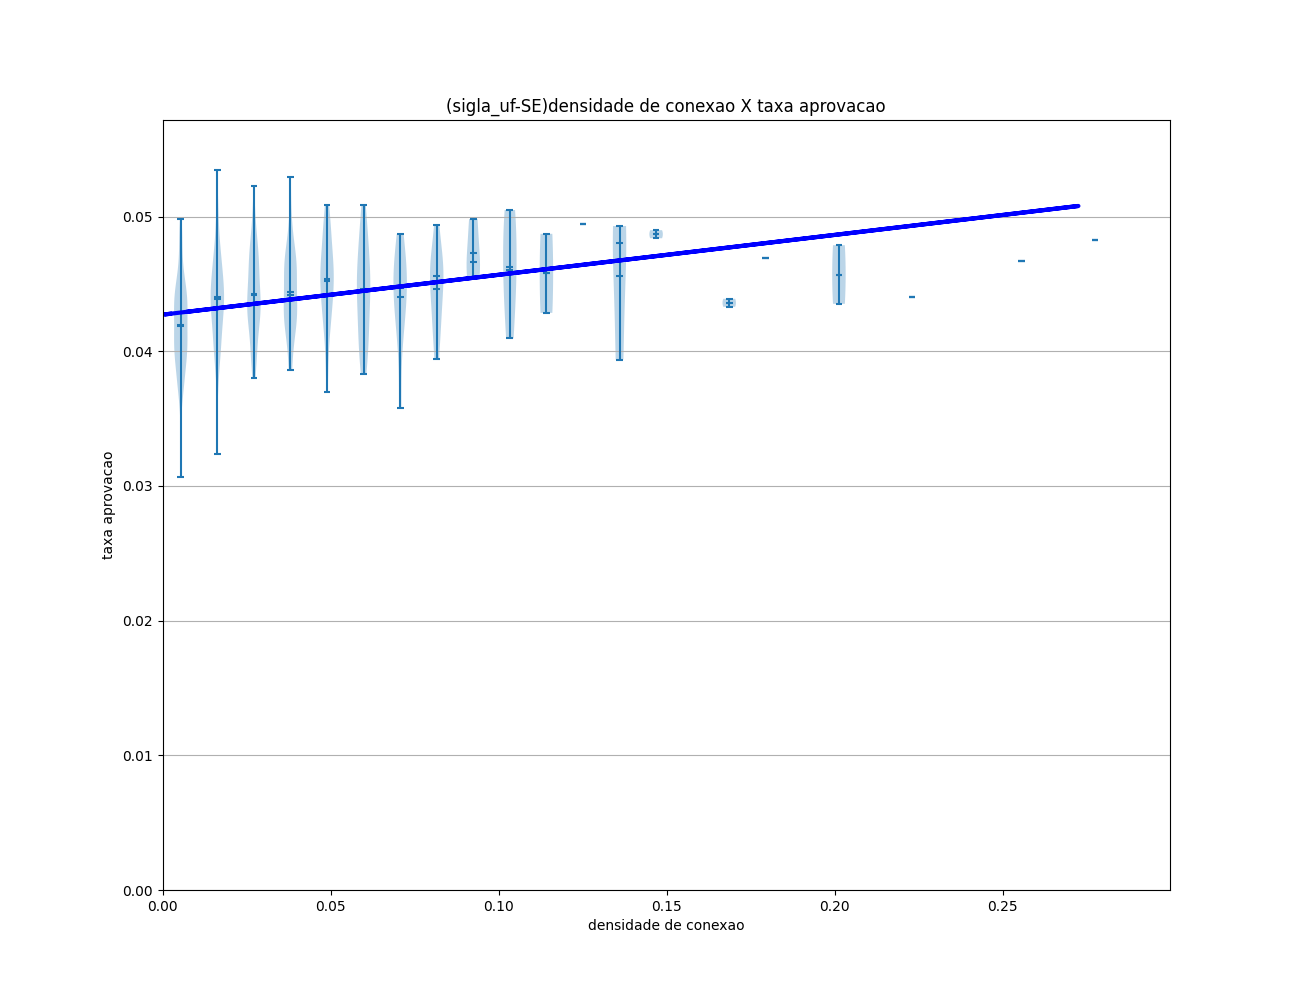 (sigla_uf-SE)densidade de conexao X taxa aprovacao
0.05
0.04
0.03
0.02
0.01
0.00
taxa aprovacao
0.00 0.05 0.10 0.15 0.20 0.25
densidade de conexao